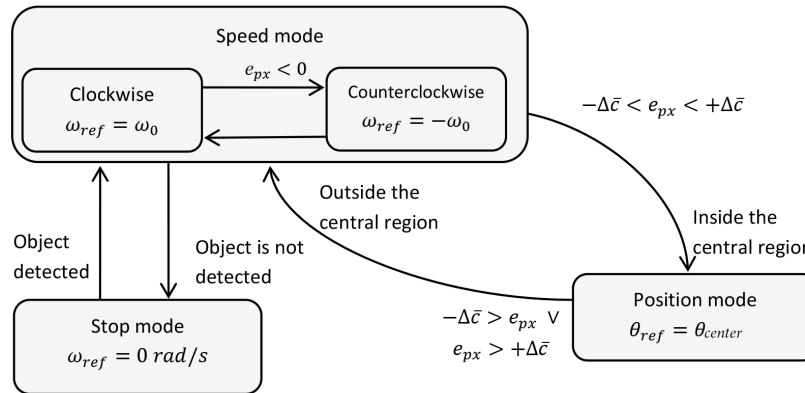 Speed mode
Clockwise
ω_ref = ω_0
e_px < 0
Counterclockwise
ω_ref = −ω_0
−Δc̄ < e_px < +Δc̄
Outside the
central region
Inside the
central region
Object
detected
Object is not
detected
Stop mode
ω_ref = 0 rad/s
−Δc̄ > e_px ∨
e_px > +Δc̄
Position mode
θ_ref = θ_center